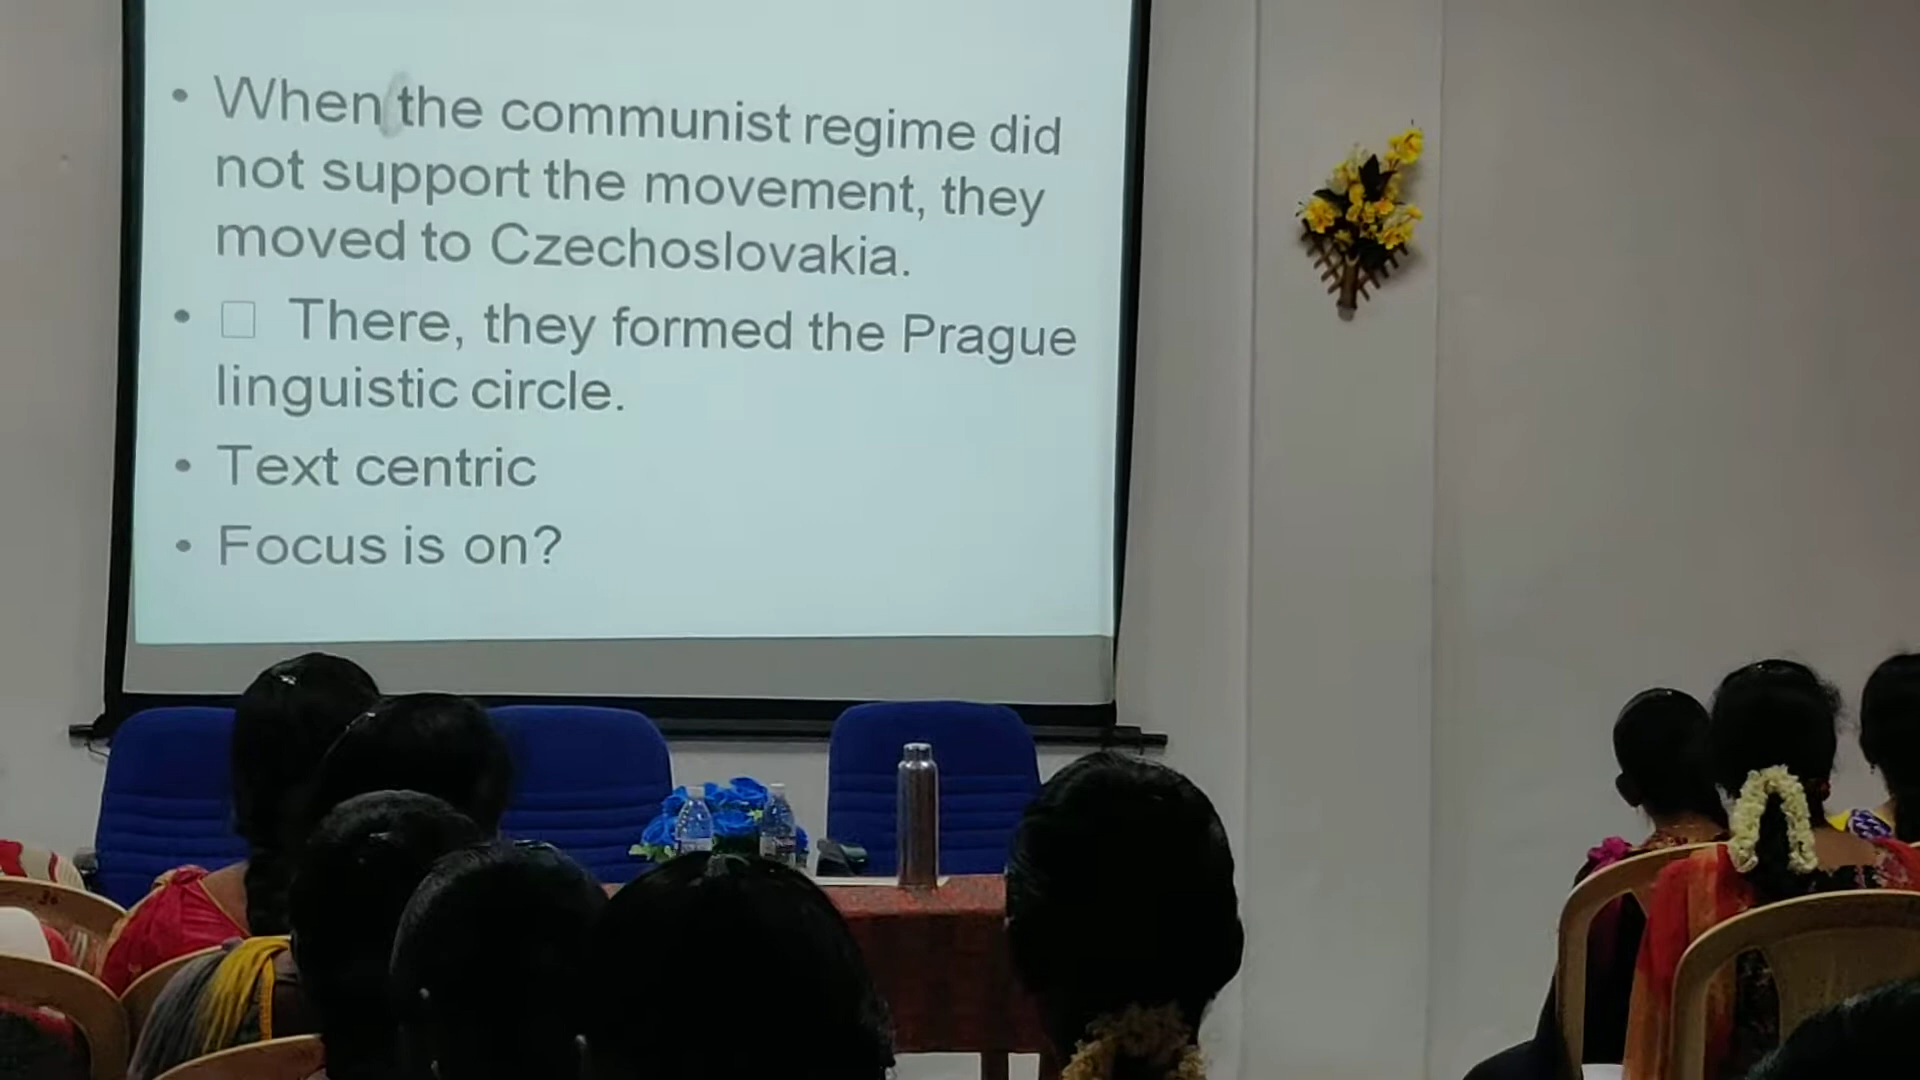 • When the communist regime did
not support the movement, they
moved to Czechoslovakia.
• □ There, they formed the Prague
linguistic circle.
• Text centric
• Focus is on?